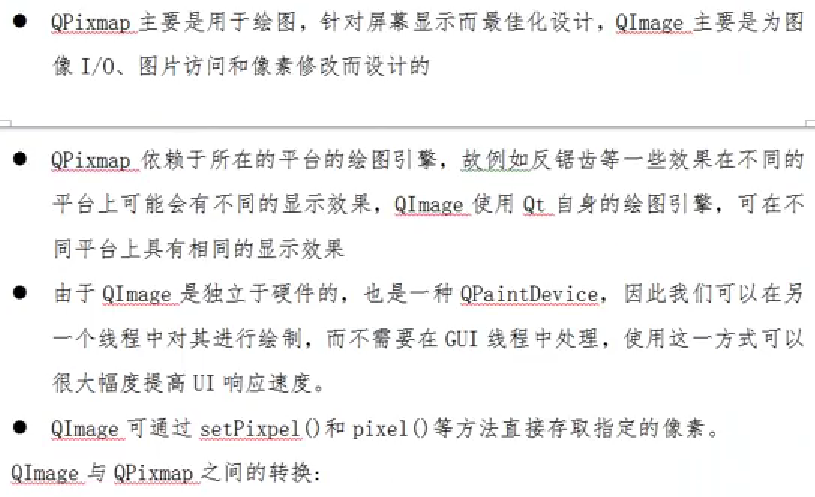 ● QPixmap 主要是用于绘图，针对屏幕显示而最佳化设计，QImage 主要是为图
像 I/O、图片访问和像素修改而设计的
● QPixmap 依赖于所在的平台的绘图引擎，故例如反锯齿等一些效果在不同的
平台上可能会有不同的显示效果，QImage 使用 Qt 自身的绘图引擎，可在不
同平台上具有相同的显示效果
● 由于 QImage 是独立于硬件的，也是一种 QPaintDevice，因此我们可以在另
一个线程中对其进行绘制，而不需要在 GUI 线程中处理，使用这一方式可以
很大幅度提高 UI 响应速度。
● QImage 可通过 setPixpel()和 pixel()等方法直接存取指定的像素。
QImage 与 QPixmap 之间的转换：